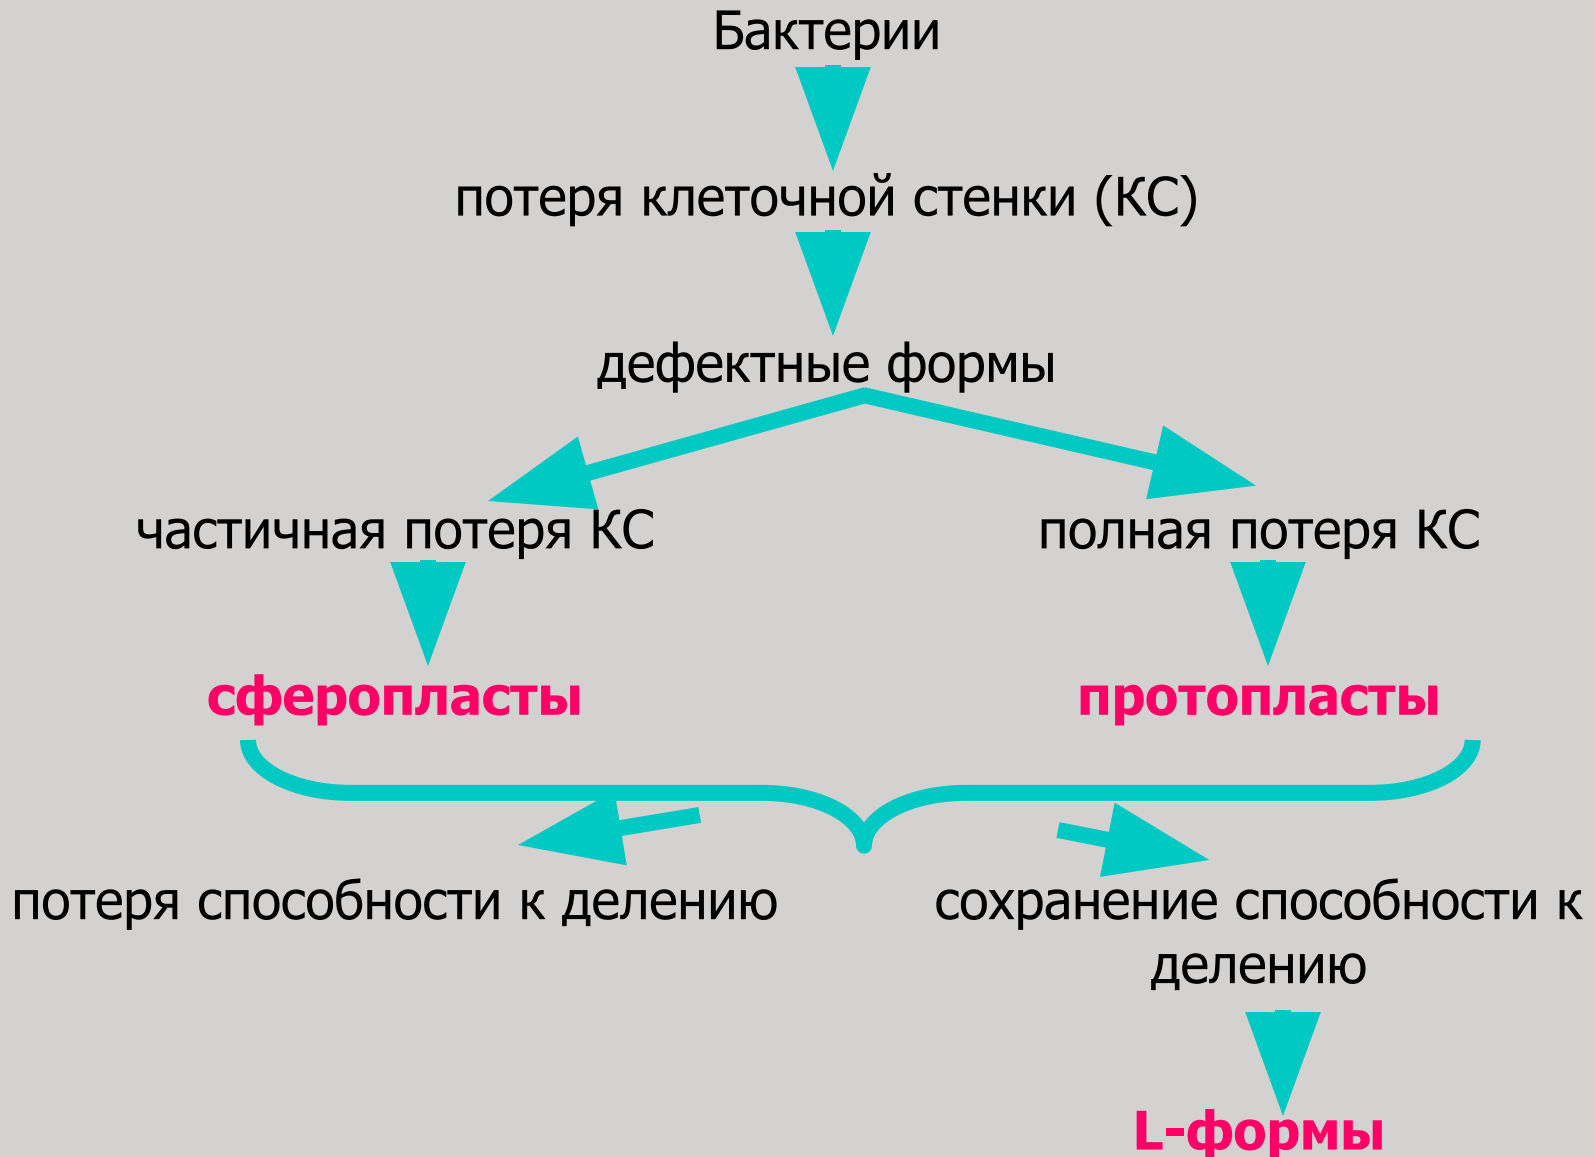 Бактерии
потеря клеточной стенки (КС)
дефектные формы
частичная потеря КС
полная потеря КС
сферопласты
протопласты
потеря способности к делению
сохранение способности к
делению
L-формы